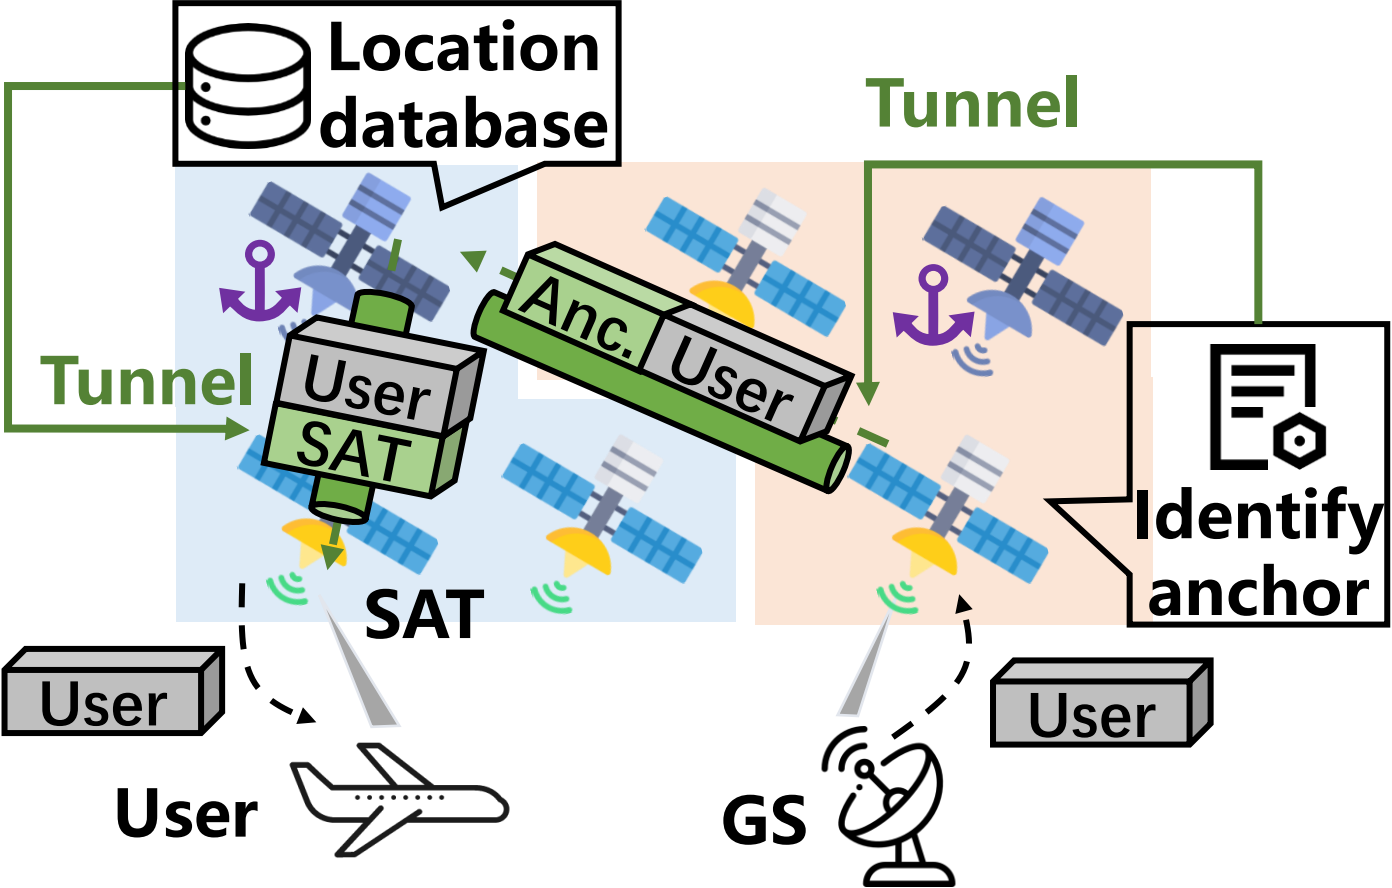 Location
database
Tunnel
Anc.
User
Tunnel
User
SAT
Identify
anchor
SAT
User
User
User
GS